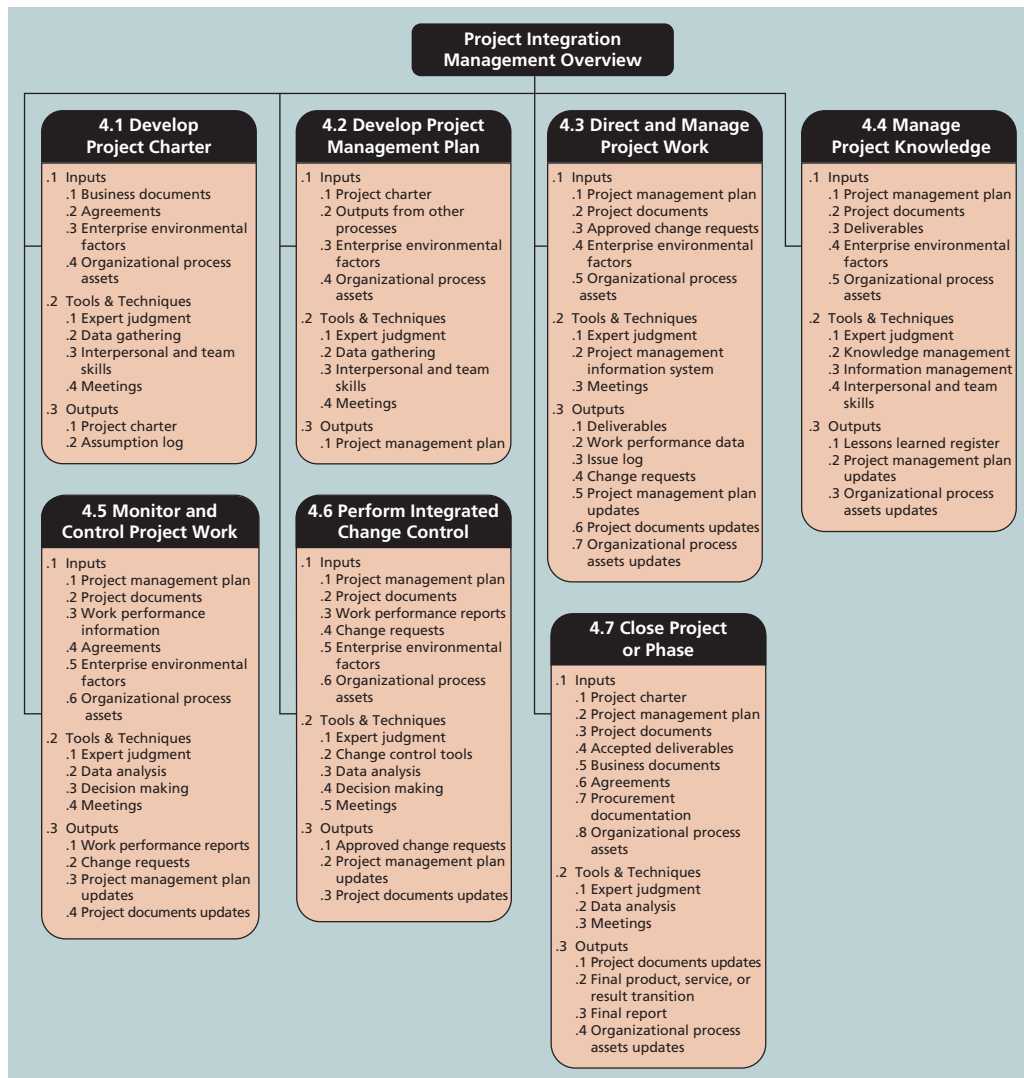 Project Integration
Management Overview
4.1 Develop
Project Charter
.1 Inputs
.1 Business documents
.2 Agreements
.3 Enterprise environmental
factors
.4 Organizational process
assets
.2 Tools & Techniques
.1 Expert judgment
.2 Data gathering
.3 Interpersonal and team
skills
.4 Meetings
.3 Outputs
.1 Project charter
.2 Assumption log
4.2 Develop Project
Management Plan
.1 Inputs
.1 Project charter
.2 Outputs from other
processes
.3 Enterprise environmental
factors
.4 Organizational process
assets
.2 Tools & Techniques
.1 Expert judgment
.2 Data gathering
.3 Interpersonal and team
skills
.4 Meetings
.3 Outputs
.1 Project management plan
4.3 Direct and Manage
Project Work
.1 Inputs
.1 Project management plan
.2 Project documents
.3 Approved change requests
.4 Enterprise environmental
factors
.5 Organizational process
assets
.2 Tools & Techniques
.1 Expert judgment
.2 Project management
information system
.3 Meetings
.3 Outputs
.1 Deliverables
.2 Work performance data
.3 Issue log
.4 Change requests
.5 Project management plan
updates
.6 Project documents updates
.7 Organizational process
assets updates
4.4 Manage
Project Knowledge
.1 Inputs
.1 Project management plan
.2 Project documents
.3 Deliverables
.4 Enterprise environmental
factors
.5 Organizational process
assets
.2 Tools & Techniques
.1 Expert judgment
.2 Knowledge management
.3 Information management
.4 Interpersonal and team
skills
.3 Outputs
.1 Lessons learned register
.2 Project management plan
updates
.3 Organizational process
assets updates
4.5 Monitor and
Control Project Work
.1 Inputs
.1 Project management plan
.2 Project documents
.3 Work performance
information
.4 Agreements
.5 Enterprise environmental
factors
.6 Organizational process
assets
.2 Tools & Techniques
.1 Expert judgment
.2 Data analysis
.3 Decision making
.4 Meetings
.3 Outputs
.1 Work performance reports
.2 Change requests
.3 Project management plan
updates
.4 Project documents updates
4.6 Perform Integrated
Change Control
.1 Inputs
.1 Project management plan
.2 Project documents
.3 Work performance reports
.4 Change requests
.5 Enterprise environmental
factors
.6 Organizational process
assets
.2 Tools & Techniques
.1 Expert judgment
.2 Change control tools
.3 Data analysis
.4 Decision making
.5 Meetings
.3 Outputs
.1 Approved change requests
.2 Project management plan
updates
.3 Project documents updates
4.7 Close Project
or Phase
.1 Inputs
.1 Project charter
.2 Project management plan
.3 Project documents
.4 Accepted deliverables
.5 Business documents
.6 Agreements
.7 Procurement
documentation
.8 Organizational process
assets
.2 Tools & Techniques
.1 Expert judgment
.2 Data analysis
.3 Meetings
.3 Outputs
.1 Project documents updates
.2 Final product, service, or
result transition
.3 Final report
.4 Organizational process
assets updates